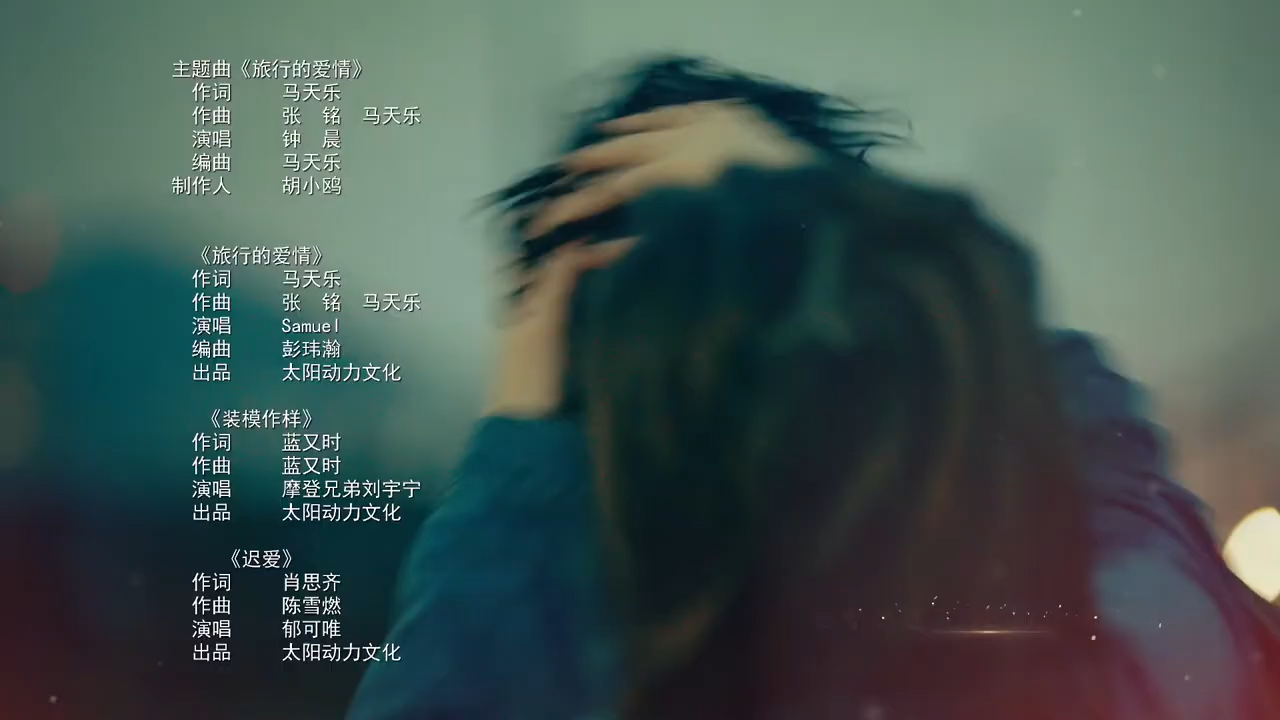 主题曲《旅行的爱情》
作词 马天乐
作曲 张 铭 马天乐
演唱 钟 晨
编曲 马天乐
制作人 胡小鸥
《旅行的爱情》
作词 马天乐
作曲 张 铭 马天乐
演唱 Samuel
编曲 彭玮瀚
出品 太阳动力文化
《装模作样》
作词 蓝又时
作曲 蓝又时
演唱 摩登兄弟刘宇宁
出品 太阳动力文化
《迟爱》
作词 肖思齐
作曲 陈雪燃
演唱 郁可唯
出品 太阳动力文化